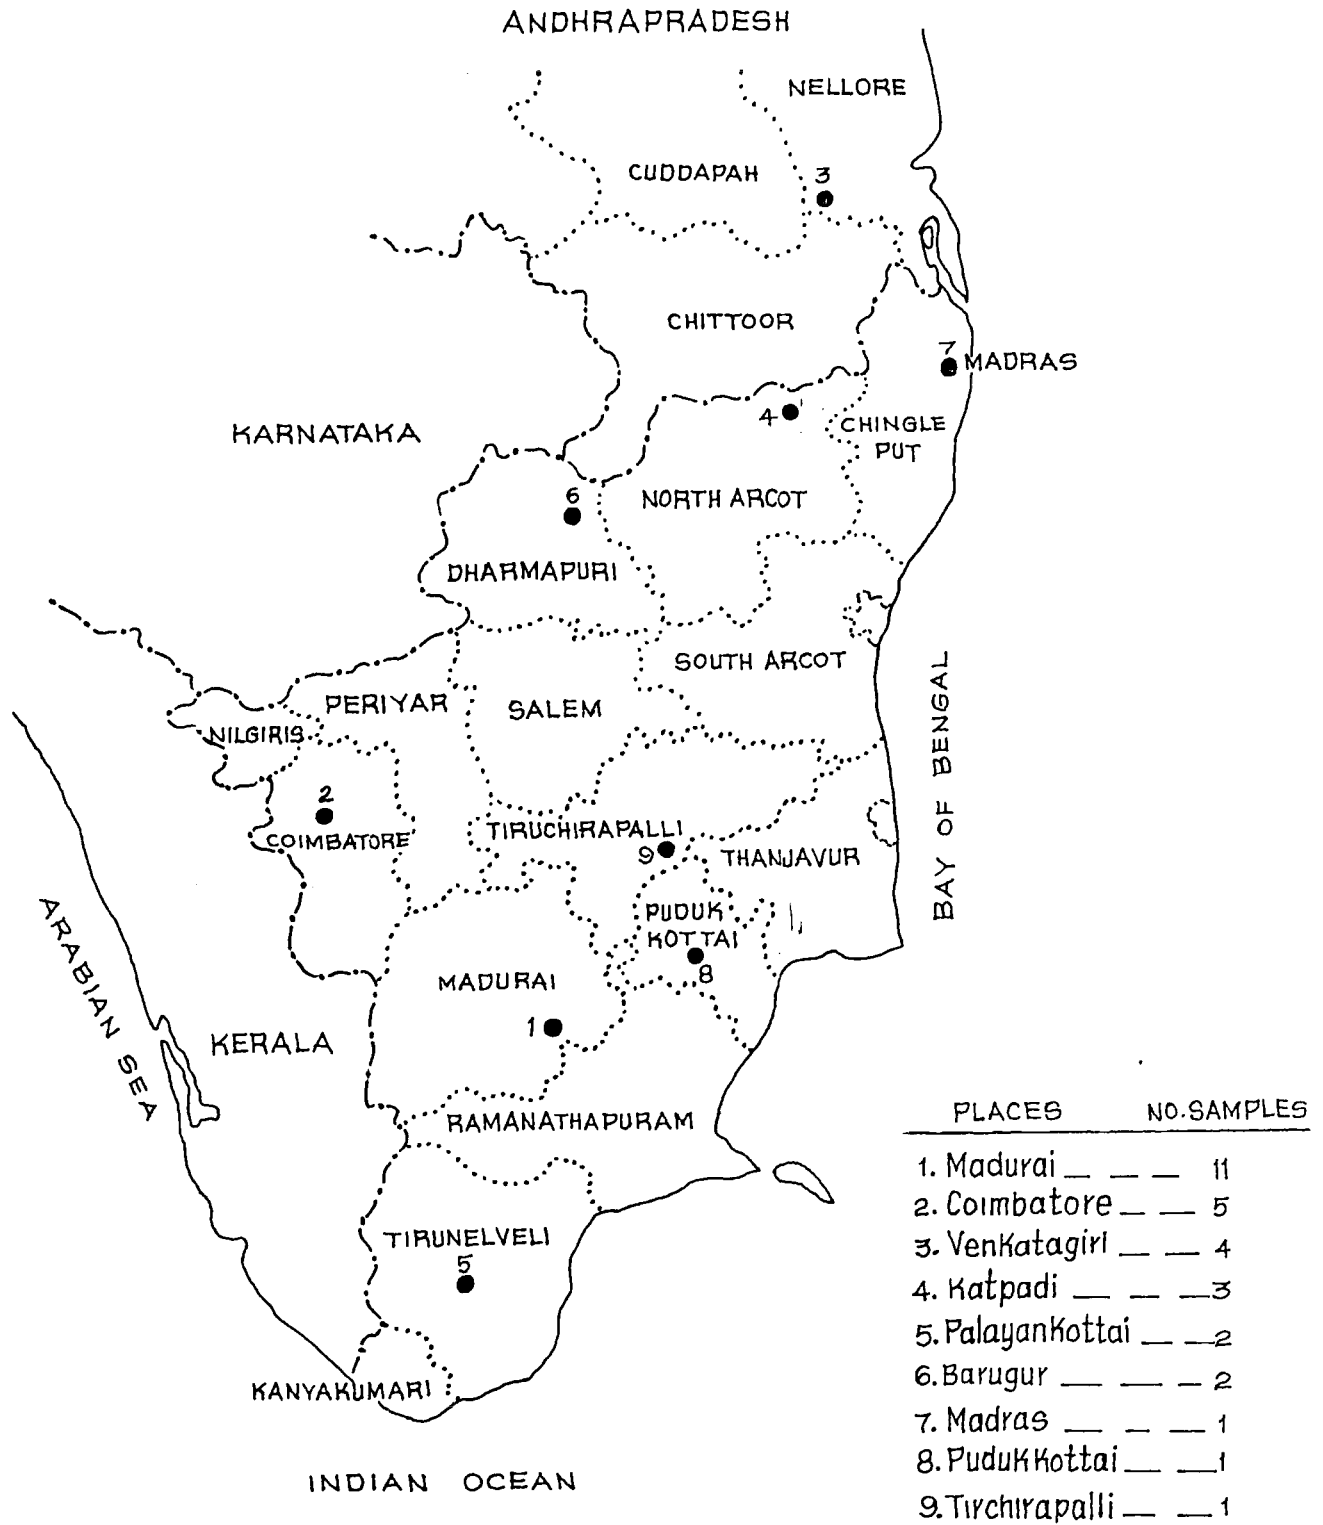 ANDHRAPRADESH
NELLORE
CUDDAPAH
3
CHITTOOR
7
MADRAS
4
CHINGLE
PUT
KARNATAKA
6
NORTH ARCOT
DHARMAPURI
SOUTH ARCOT
PERIYAR
SALEM
NILGIRIS
BAY OF BENGAL
2
COIMBATORE
TIRUCHIRAPALLI
9
THANJAVUR
PUDUK
KOTTAI
8
ARABIAN SEA
MADURAI
1
KERALA
RAMANATHAPURAM
TIRUNELVELI
5
KANYAKUMARI
INDIAN OCEAN
PLACES NO.SAMPLES
1. Madurai _ _ _ 11
2. Coimbatore _ _ 5
3. Venkatagiri _ _ 4
4. Katpadi _ _ _ 3
5. Palayankottai _ _ 2
6. Barugur _ _ _ 2
7. Madras _ _ _ 1
8. Pudukkottai _ _ 1
9. Tirchirapalli _ _ 1